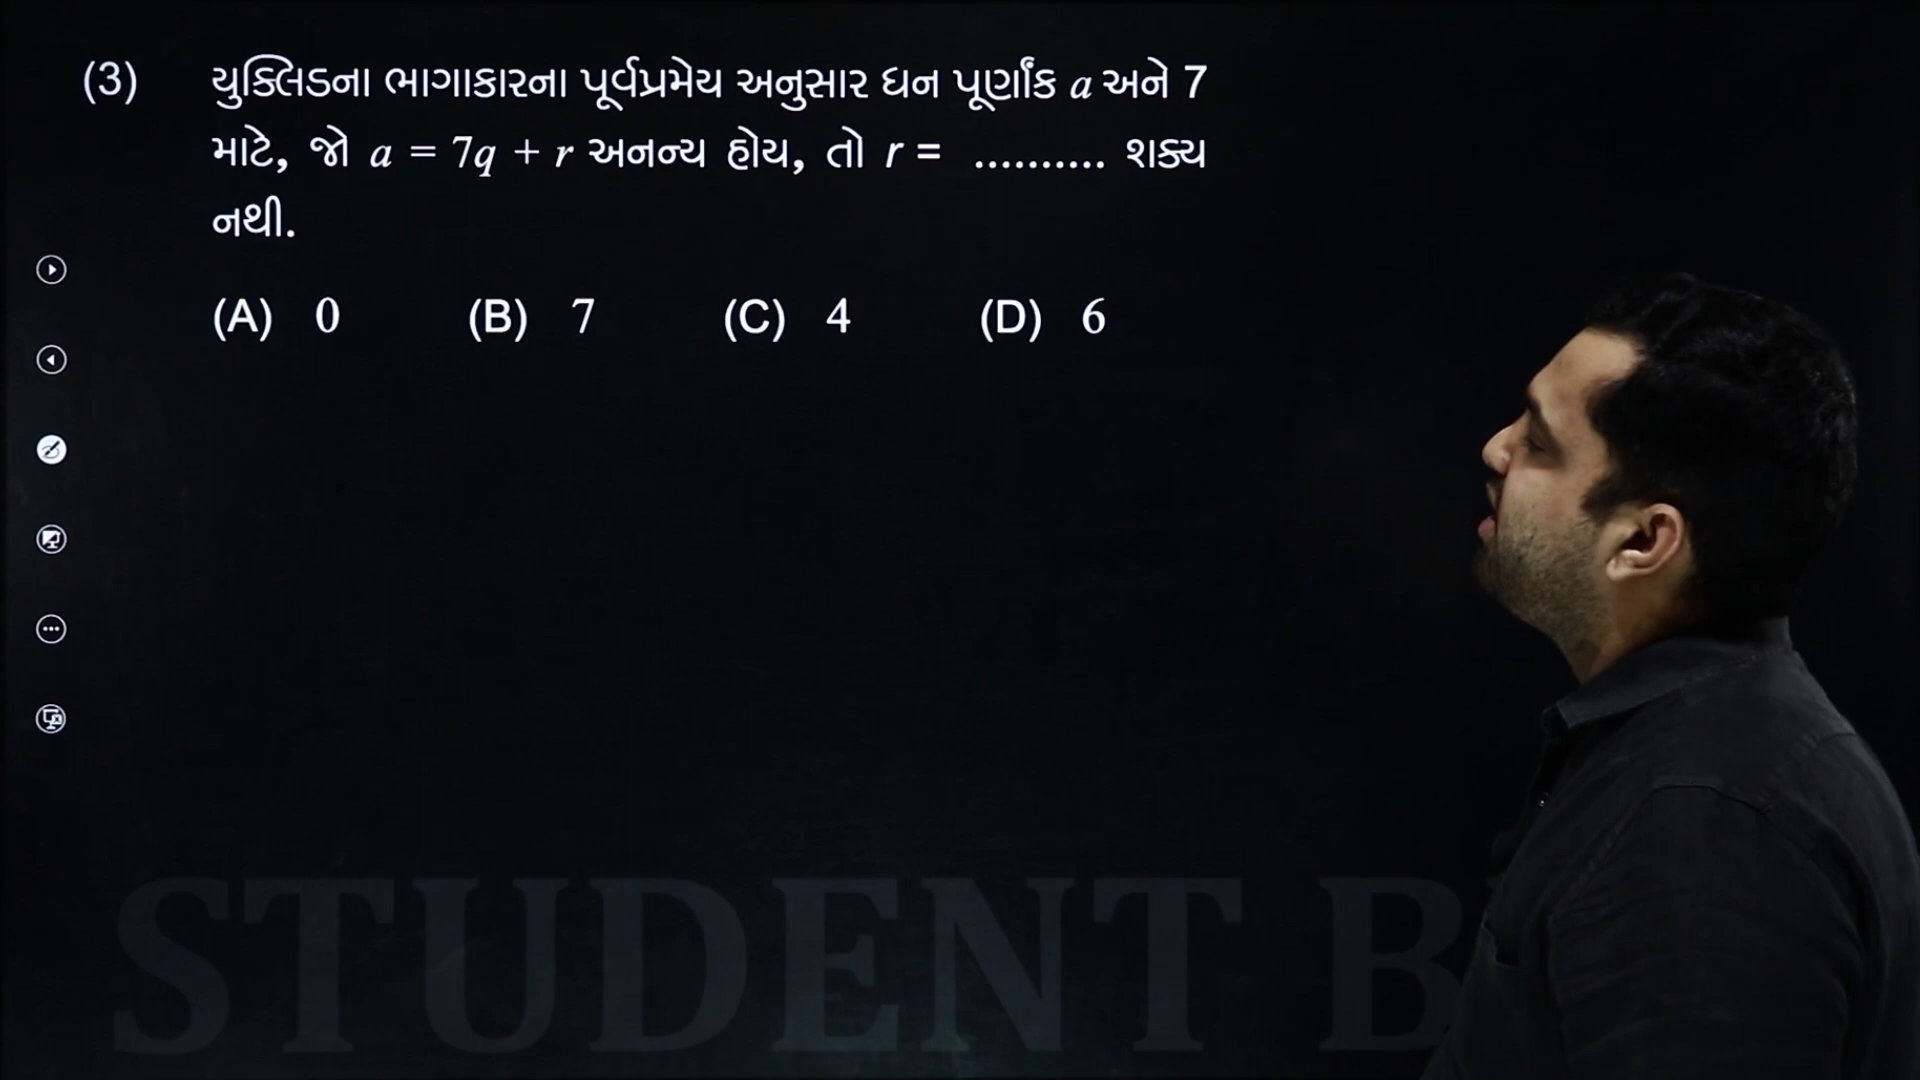 (3) યુક્લિડના ભાગાકારના પૂર્વપ્રમેય અનુસાર ધન પૂર્ણાંક a અને 7
માટે, જો a = 7q + r અનન્ય હોય, તો r = .......... શક્ય
નથી.
(A) 0 (B) 7 (C) 4 (D) 6
STUDENT B